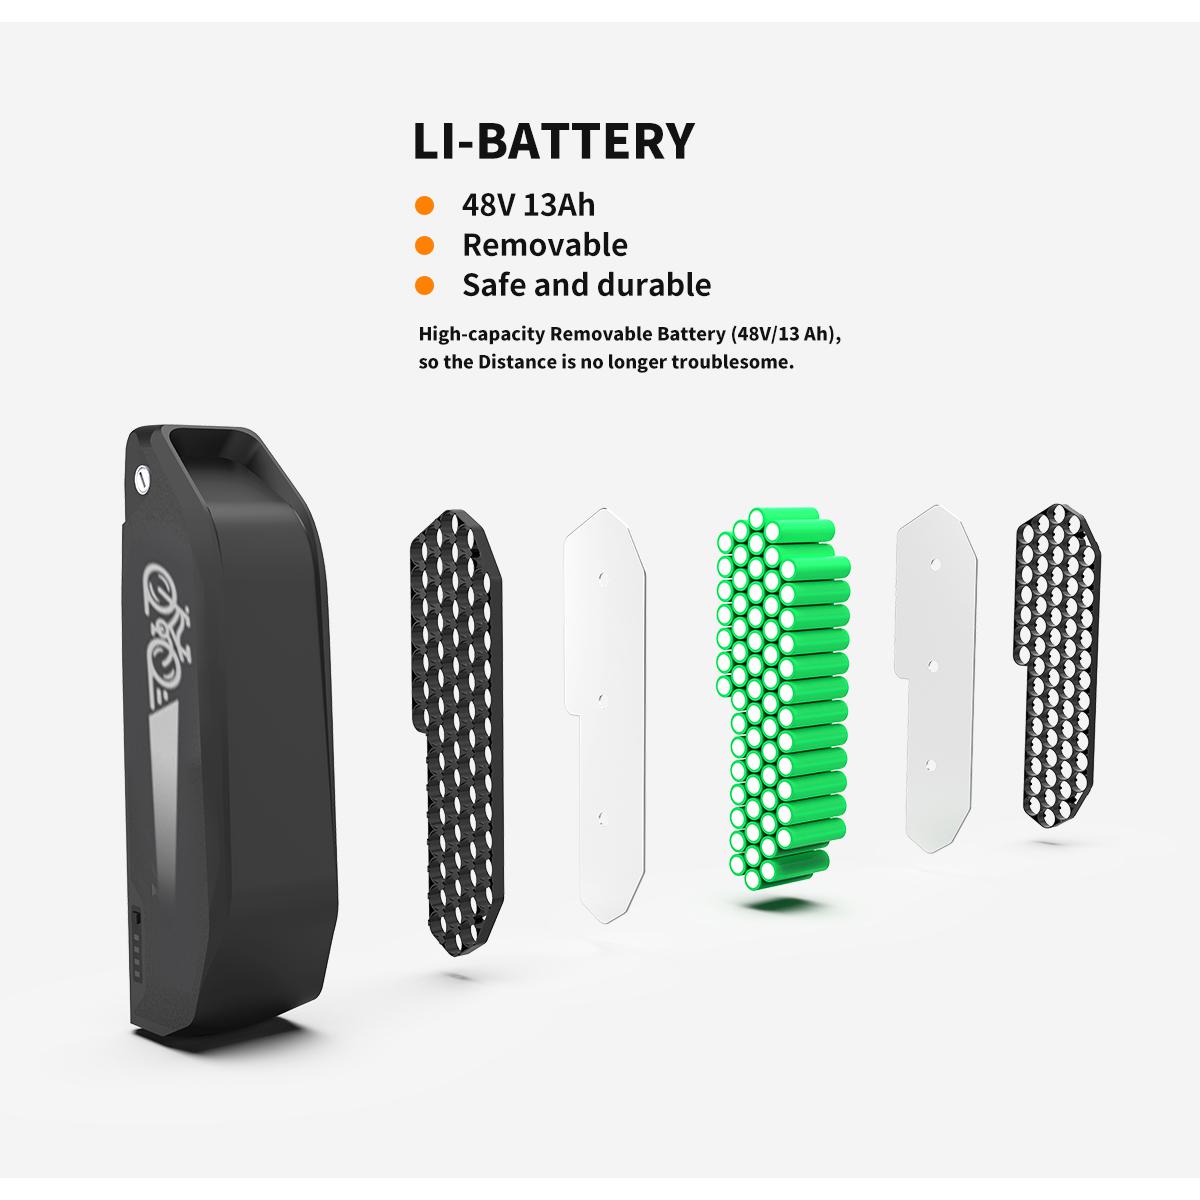 LI-BATTERY
48V 13Ah
Removable
Safe and durable
High-capacity Removable Battery (48V/13 Ah),
so the Distance is no longer troublesome.